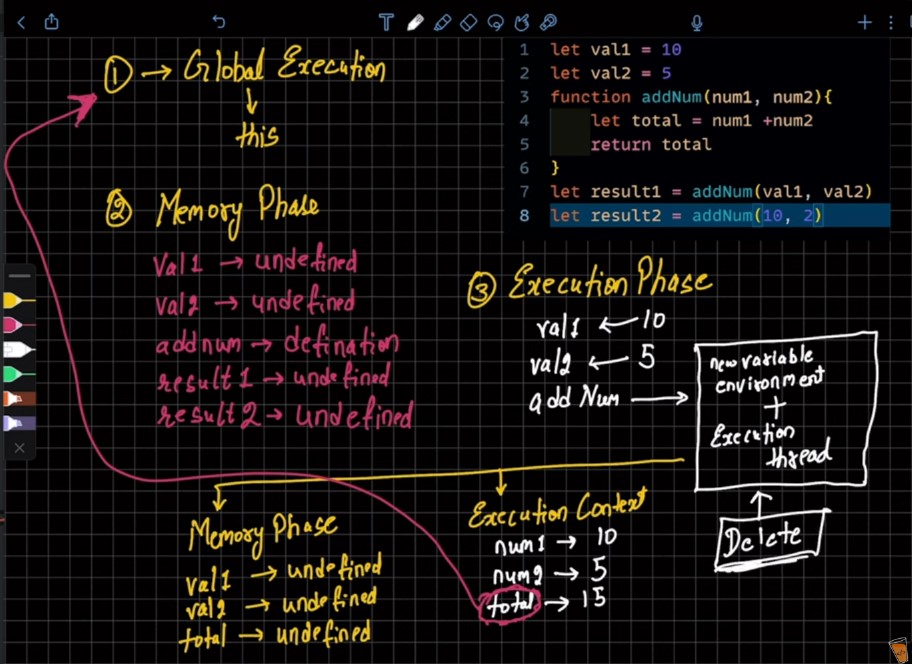 ① → Global Execution
↓
this
② Memory Phase
Val1 → undefined
val2 → undefined
addnum → defination
result1 → undefined
result2 → undefined
1 let val1 = 10
2 let val2 = 5
3 function addNum(num1, num2){
4 let total = num1 +num2
5 return total
6 }
7 let result1 = addNum(val1, val2)
8 let result2 = addNum(10, 2)
③ Execution Phase
val1 ← 10
val2 ← 5
add Num →
new variable
environment
+
Execution
thread
Delete
Memory Phase
val1 → undefined
val2 → undefined
total → undefined
Execution Context
num1 → 10
num2 → 5
total → 15